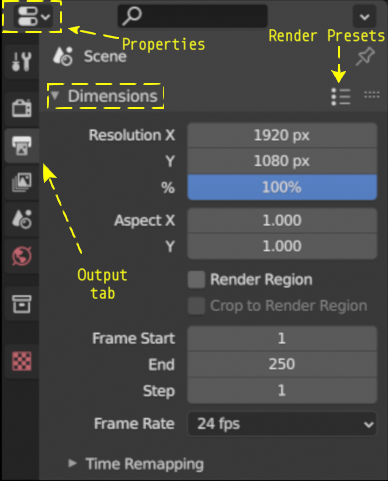 Properties
Render Presets
Scene
Dimensions
Resolution X 1920 px
Y 1080 px
% 100%
Aspect X 1.000
Y 1.000
Output
tab
Render Region
Crop to Render Region
Frame Start 1
End 250
Step 1
Frame Rate 24 fps
Time Remapping